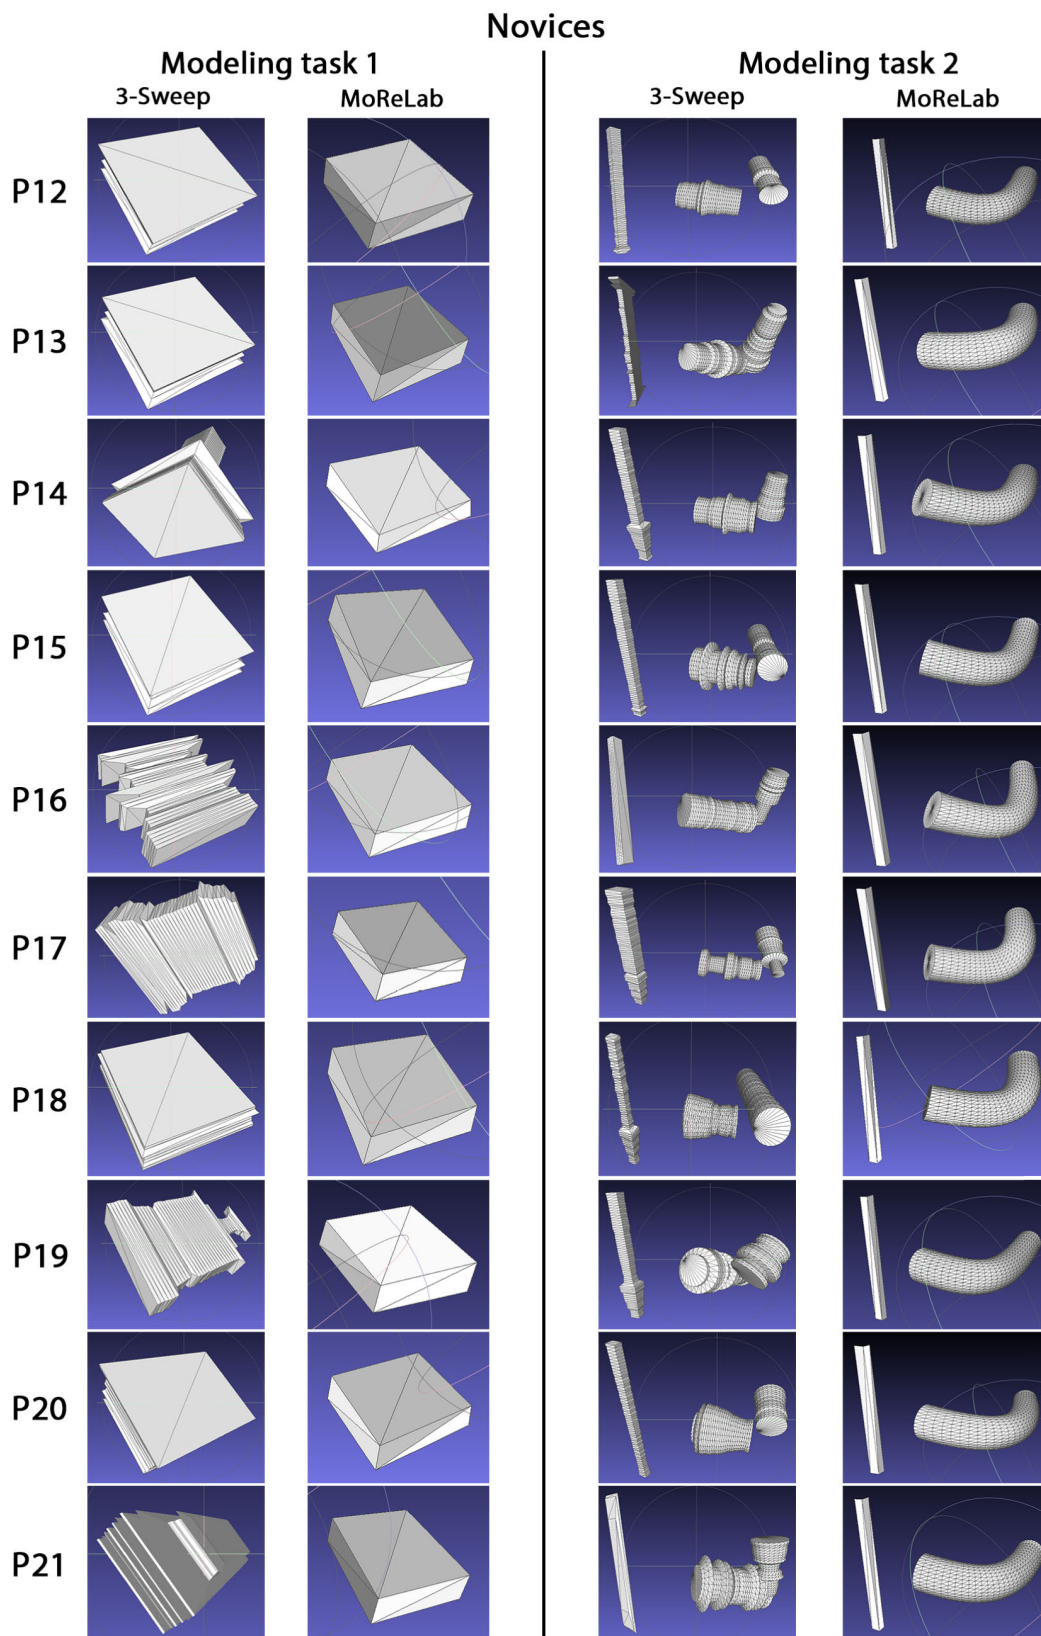 Novices
Modeling task 1
Modeling task 2
3-Sweep
MoReLab
3-Sweep
MoReLab
P12
P13
P14
P15
P16
P17
P18
P19
P20
P21